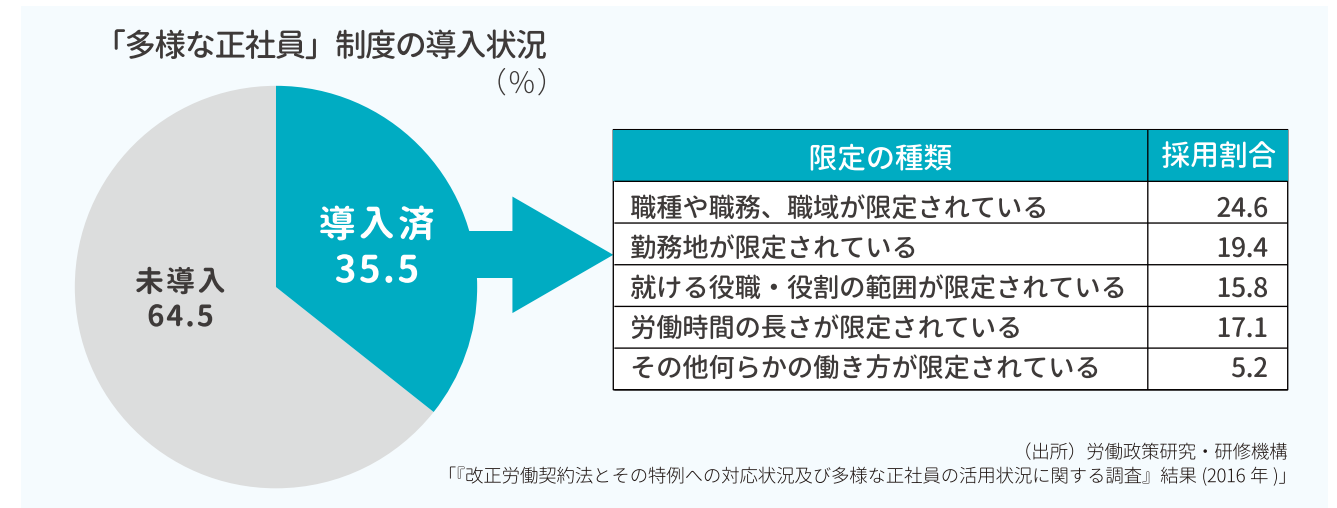 「多様な正社員」制度の導入状況
（%）
導入済
35.5
未導入
64.5
限定の種類 採用割合
職種や職務、職域が限定されている 24.6
勤務地が限定されている 19.4
就ける役職・役割の範囲が限定されている 15.8
労働時間の長さが限定されている 17.1
その他何らかの働き方が限定されている 5.2
（出所）労働政策研究・研修機構
「『改正労働契約法とその特例への対応状況及び多様な正社員の活用状況に関する調査』結果 (2016 年 )」